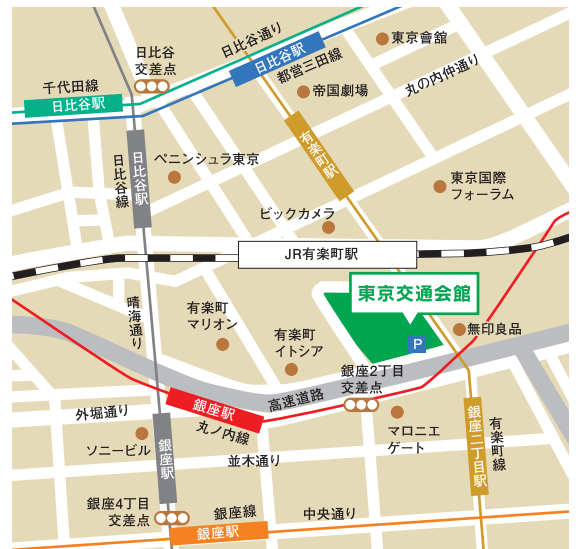 日比谷
交差点
日比谷通り
日比谷駅
都営三田線
東京會舘
丸の内仲通り
千代田線
日比谷駅
帝国劇場
有楽町駅
日比谷線
日比谷駅
ペニンシュラ東京
東京国際
フォーラム
ビックカメラ
JR有楽町駅
東京交通会館
晴海通り
有楽町
マリオン
有楽町
イトシア
P
無印良品
銀座2丁目
交差点
高速道路
外堀通り
銀座駅
丸ノ内線
マロニエ
ゲート
銀座二丁目駅
有楽町線
ソニービル
銀座駅
並木通り
銀座4丁目
交差点
銀座線
銀座駅
中央通り